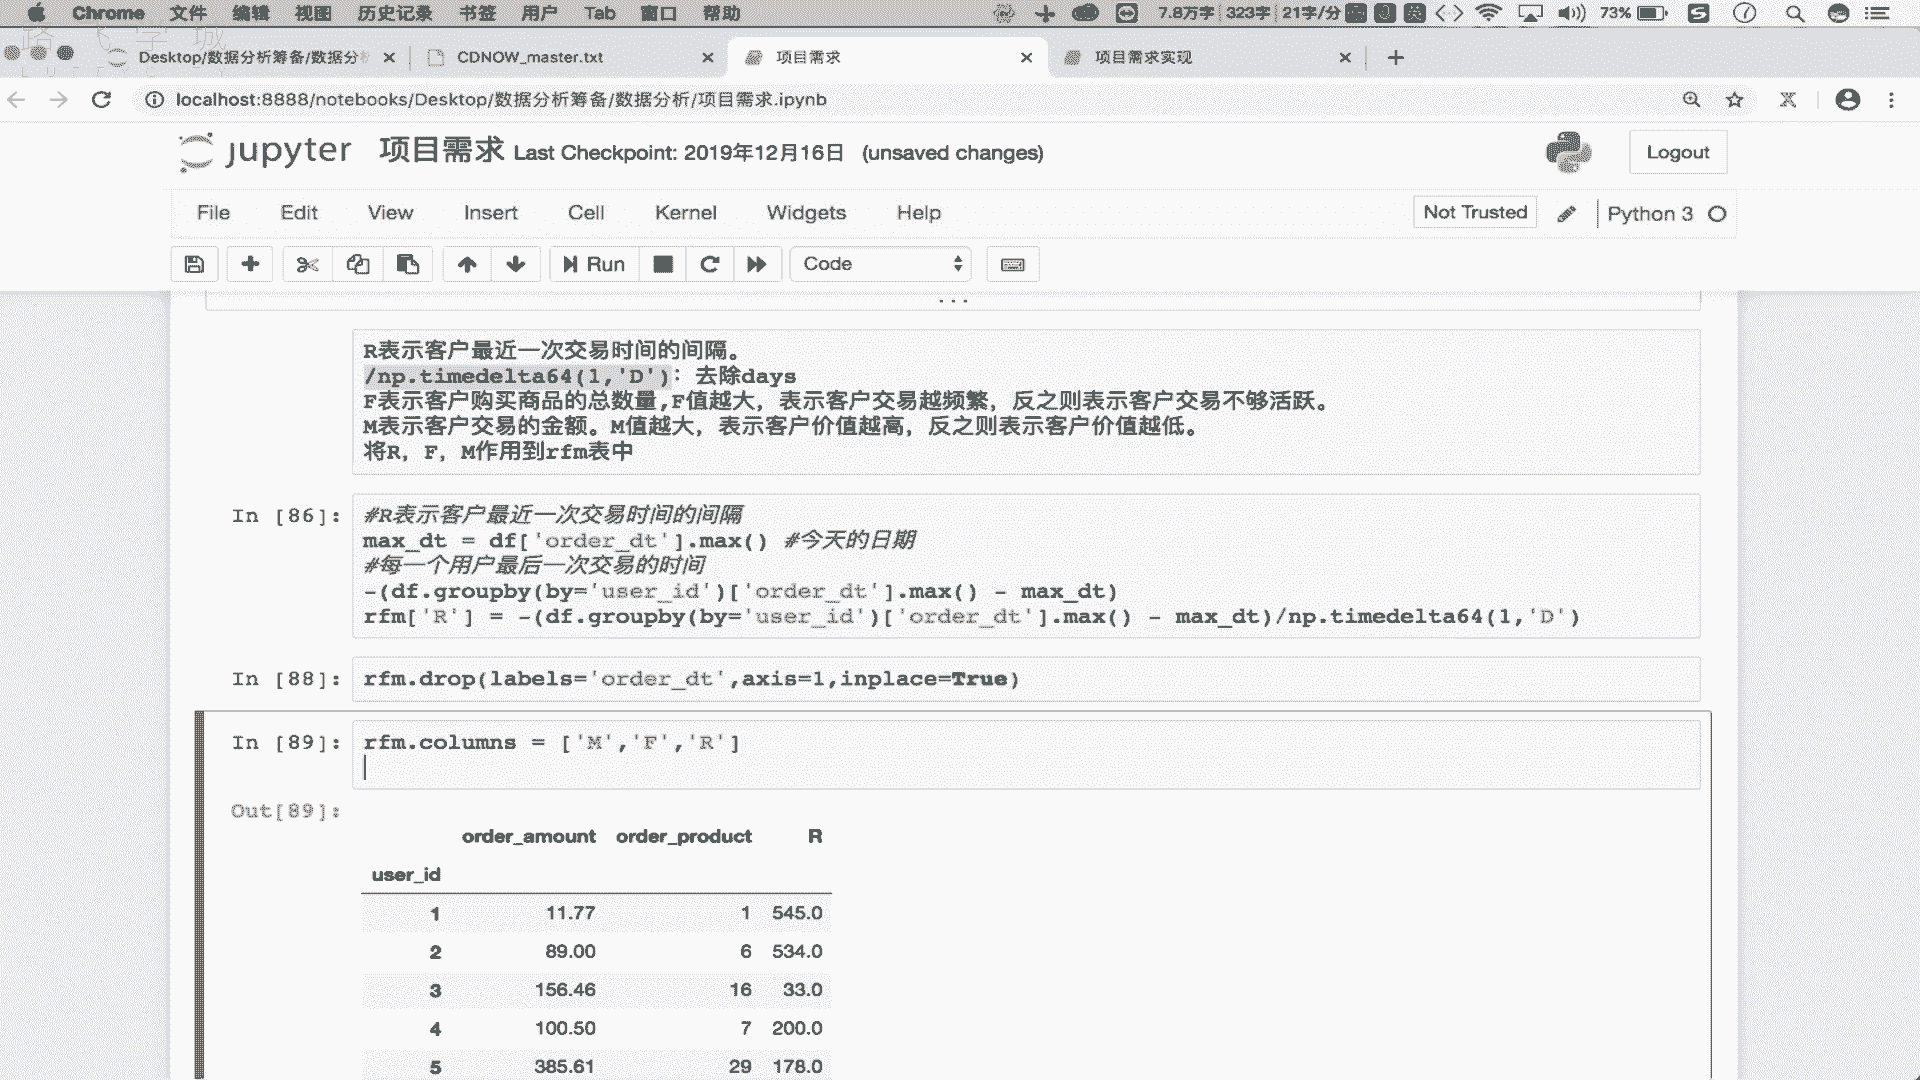 Chrome 文件 编辑 视图 历史记录 书签 用户 Tab 窗口 帮助 7.8万字 323字 21字/分 英 73%
Desktop/数据分析筹备/数据分 CDNOW_master.txt 项目需求 项目需求实现
localhost:8888/notebooks/Desktop/数据分析筹备/数据分析/项目需求.ipynb
jupyter 项目需求 Last Checkpoint: 2019年12月16日 (unsaved changes) Logout
File Edit View Insert Cell Kernel Widgets Help Not Trusted Python 3
Run Code
...
R表示客户最近一次交易时间的间隔。
/np.timedelta64(1,'D'): 去除days
F表示客户购买商品的总数量,F值越大，表示客户交易越频繁，反之则表示客户交易不够活跃。
M表示客户交易的金额。M值越大，表示客户价值越高，反之则表示客户价值越低。
将R，F，M作用到rfm表中
In [86]: #R表示客户最近一次交易时间的间隔
max_dt = df['order_dt'].max() #今天的日期
#每一个用户最后一次交易的时间
-(df.groupby(by='user_id')['order_dt'].max() - max_dt)
rfm['R'] = -(df.groupby(by='user_id')['order_dt'].max() - max_dt)/np.timedelta64(1,'D')
In [88]: rfm.drop(labels='order_dt',axis=1,inplace=True)
In [89]: rfm.columns = ['M','F','R']
Out[89]:
order_amount order_product R
user_id
1 11.77 1 545.0
2 89.00 6 534.0
3 156.46 16 33.0
4 100.50 7 200.0
5 385.61 29 178.0